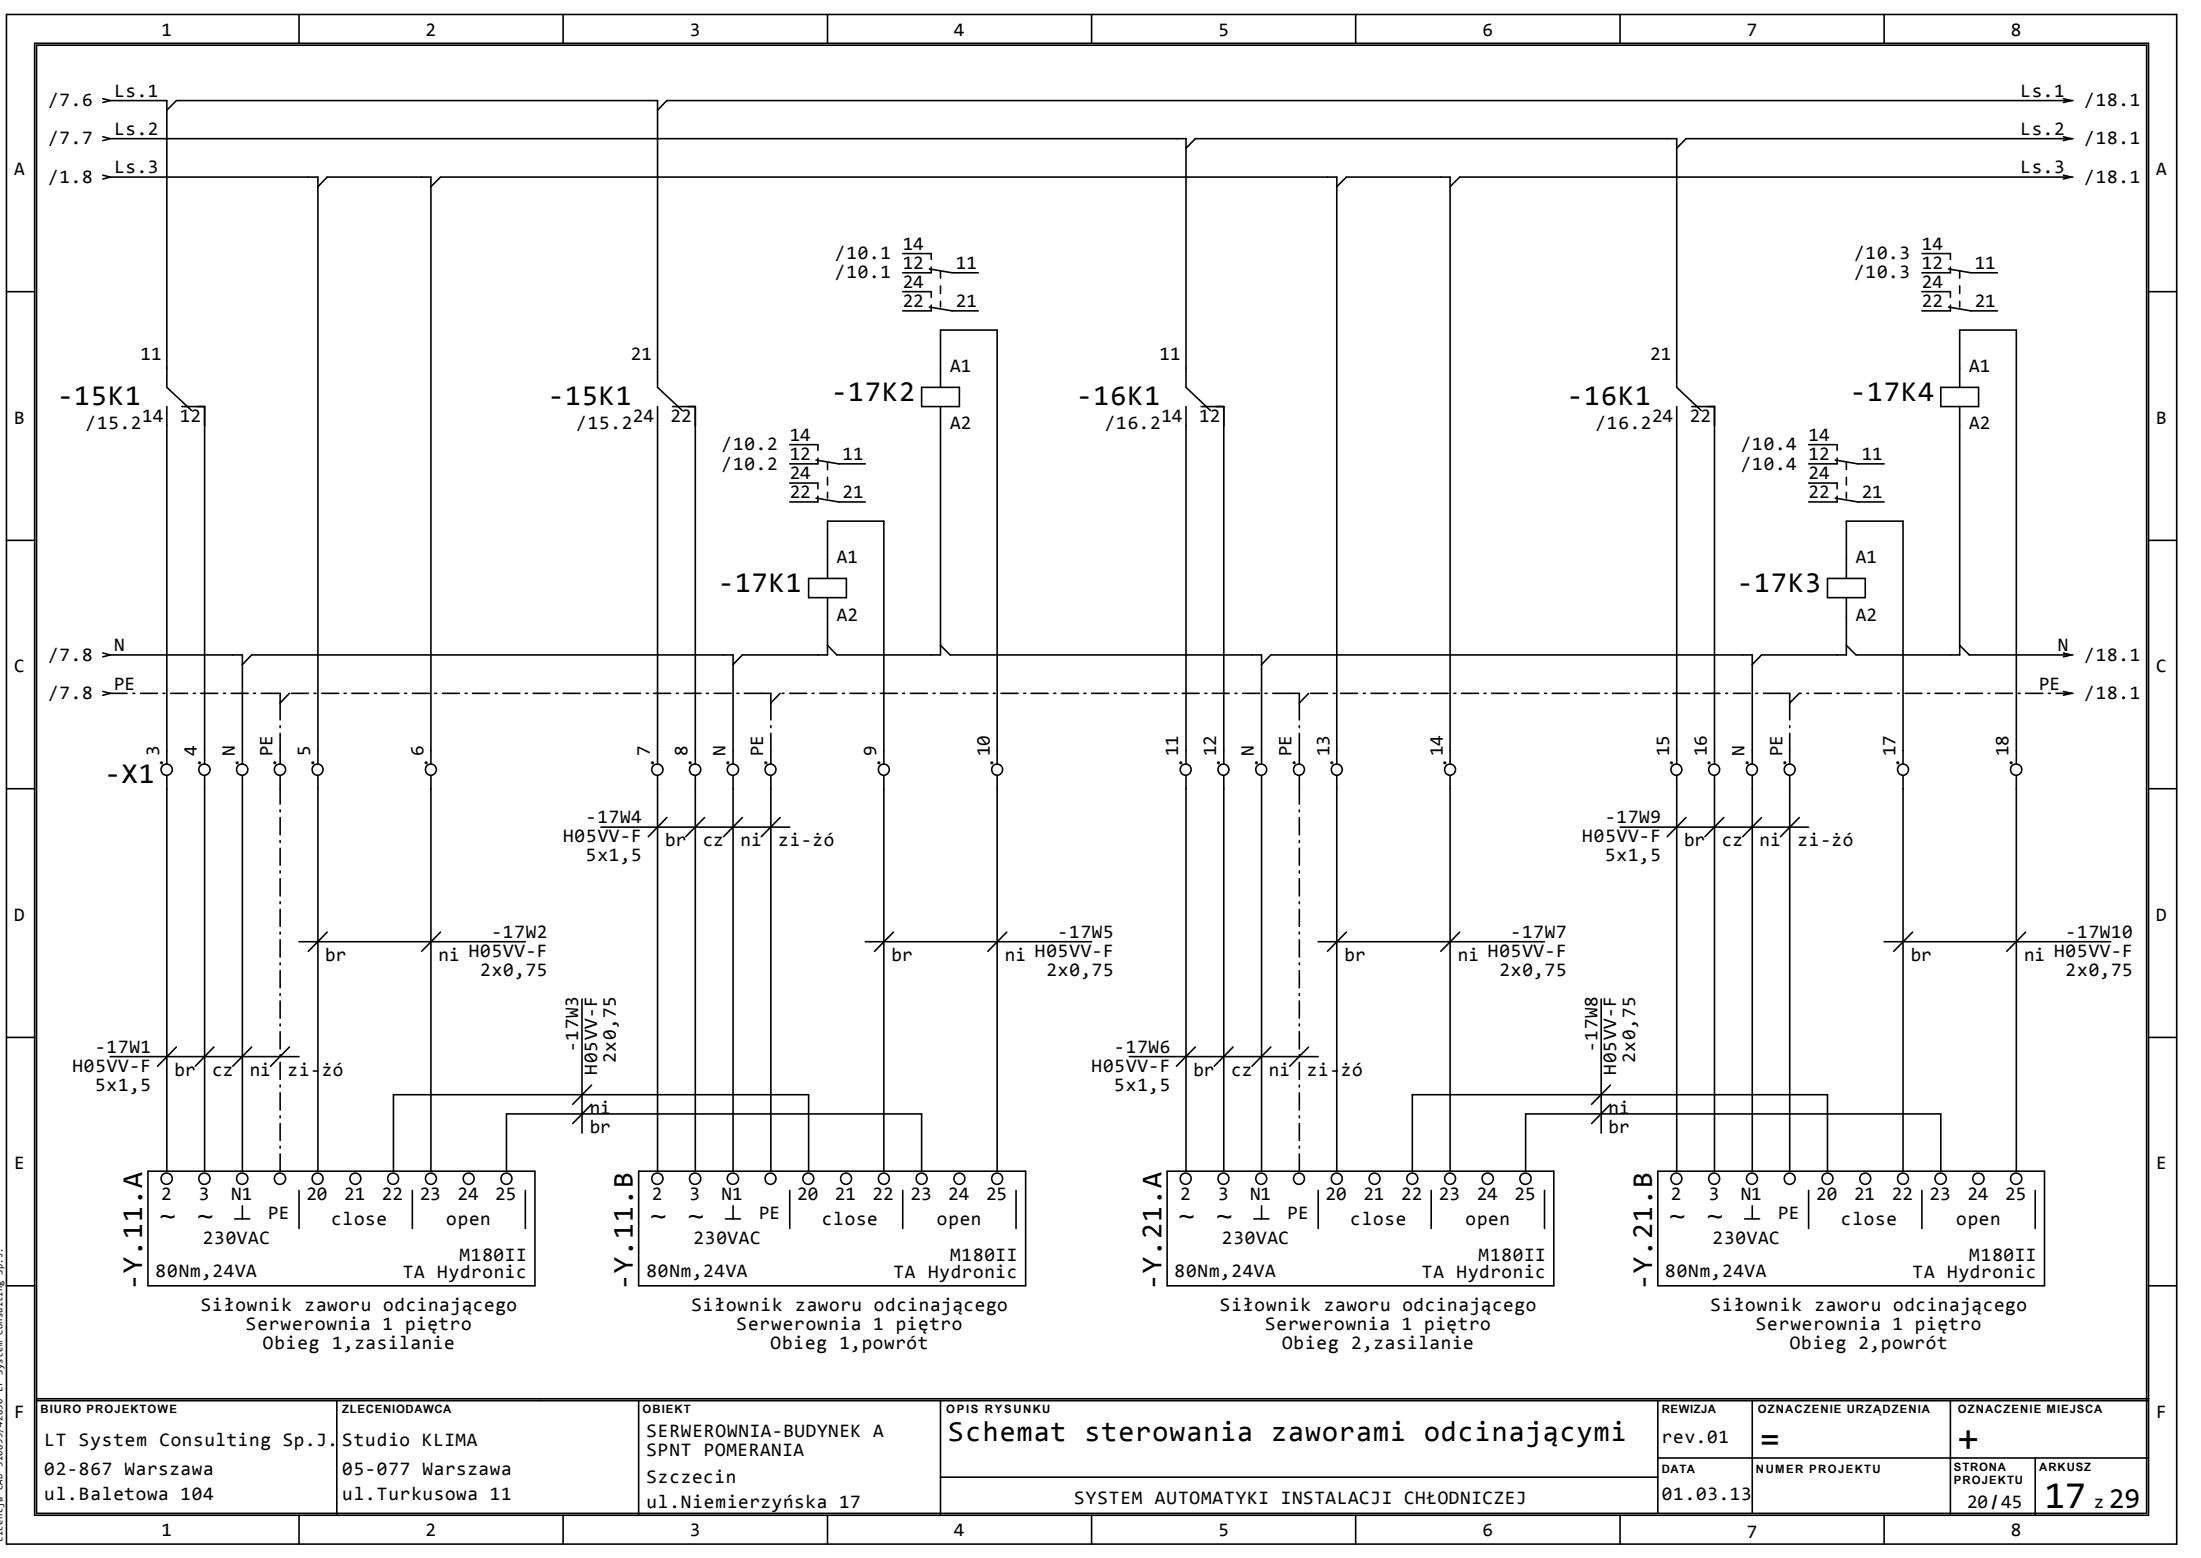 1 2 3 4 5 6 7 8
/7.6 Ls.1 Ls.1 /18.1
/7.7 Ls.2 Ls.2 /18.1
A /1.8 Ls.3 Ls.3 /18.1 A
/10.1 14
/10.1 12 11
24
22 21
/10.3 14
/10.3 12 11
24
22 21
11 21 11 21
A1 A1
-15K1 -15K1 -17K2 -16K1 -16K1 -17K4
B /15.2 14 12 /15.2 24 22 A2 /16.2 14 12 /16.2 24 22 A2 B
/10.2 14
/10.2 12 11
24
22 21
/10.4 14
/10.4 12 11
24
22 21
A1 A1
-17K1 -17K3
A2 A2
C /7.8 N N /18.1 C
/7.8 PE PE /18.1
-X1 3 4 N PE 5 6 7 8 N PE 9 10 11 12 N PE 13 14 15 16 N PE 17 18
-17W4
H05VV-F br cz ni zi-żó
5x1,5
-17W9
H05VV-F br cz ni zi-żó
5x1,5
D D
-17W2
br ni H05VV-F
2x0,75
-17W5
br ni H05VV-F
2x0,75
-17W7
br ni H05VV-F
2x0,75
-17W10
br ni H05VV-F
2x0,75
-17W3
H05VV-F
2x0,75
ni
br
-17W8
H05VV-F
2x0,75
ni
br
-17W1
H05VV-F br cz ni zi-żó
5x1,5
-17W6
H05VV-F br cz ni zi-żó
5x1,5
E E
-Y.11.A
2 3 N1 20 21 22 23 24 25
~ ~ ⊥ PE close open
230VAC
M180II
80Nm,24VA TA Hydronic
Siłownik zaworu odcinającego
Serwerownia 1 piętro
Obieg 1,zasilanie
-Y.11.B
2 3 N1 20 21 22 23 24 25
~ ~ ⊥ PE close open
230VAC
M180II
80Nm,24VA TA Hydronic
Siłownik zaworu odcinającego
Serwerownia 1 piętro
Obieg 1,powrót
-Y.21.A
2 3 N1 20 21 22 23 24 25
~ ~ ⊥ PE close open
230VAC
M180II
80Nm,24VA TA Hydronic
Siłownik zaworu odcinającego
Serwerownia 1 piętro
Obieg 2,zasilanie
-Y.21.B
2 3 N1 20 21 22 23 24 25
~ ~ ⊥ PE close open
230VAC
M180II
80Nm,24VA TA Hydronic
Siłownik zaworu odcinającego
Serwerownia 1 piętro
Obieg 2,powrót
F F
BIURO PROJEKTOWE
LT System Consulting Sp.J.
02-867 Warszawa
ul.Baletowa 104
ZLECENIODAWCA
Studio KLIMA
05-077 Warszawa
ul.Turkusowa 11
OBIEKT
SERWEROWNIA-BUDYNEK A
SPNT POMERANIA
Szczecin
ul.Niemierzyńska 17
OPIS RYSUNKU
Schemat sterowania zaworami odcinającymi
SYSTEM AUTOMATYKI INSTALACJI CHŁODNICZEJ
REWIZJA
rev.01
OZNACZENIE URZĄDZENIA
=
OZNACZENIE MIEJSCA
+
DATA
01.03.13
NUMER PROJEKTU
STRONA PROJEKTU
20/45
ARKUSZ
17 z 29
1 2 3 4 5 6 7 8